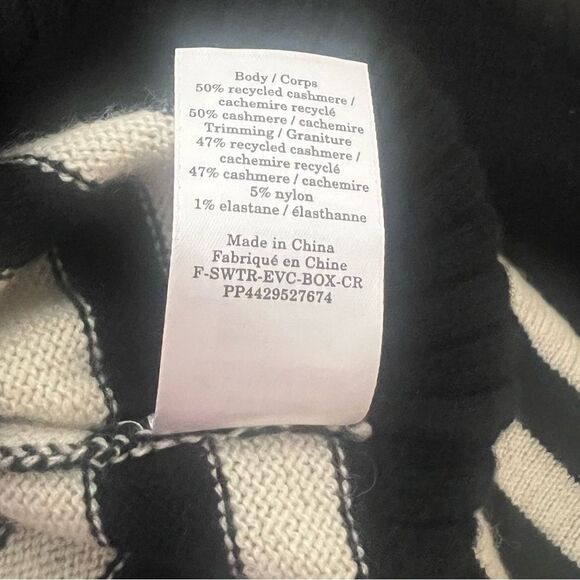 Body / Corps
50% recycled cashmere /
cachemire recyclé
50% cashmere / cachemire
Trimming / Graniture
47% recycled cashmere /
cachemire recyclé
47% cashmere / cachemire
5% nylon
1% elastane / élasthanne
Made in China
Fabriqué en Chine
F-SWTR-EVC-BOX-CR
PP4429527674